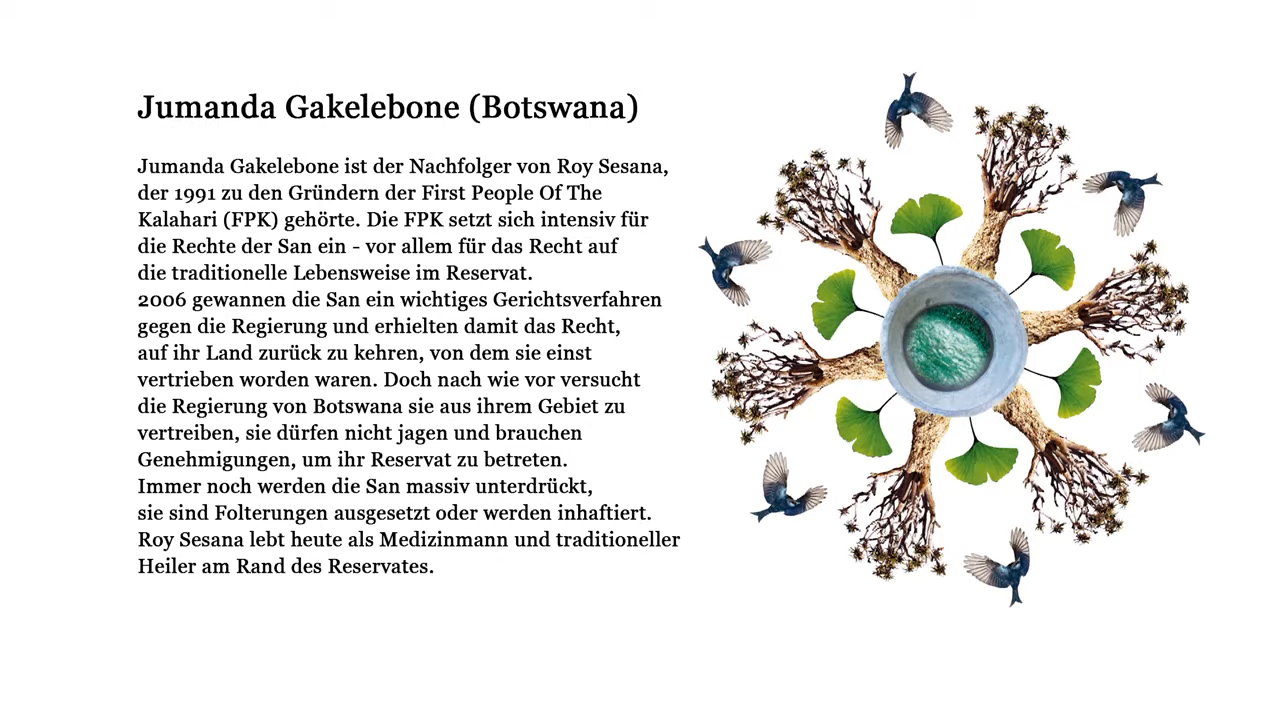 Jumanda Gakelebone (Botswana)
Jumanda Gakelebone ist der Nachfolger von Roy Sesana,
der 1991 zu den Gründern der First People Of The
Kalahari (FPK) gehörte. Die FPK setzt sich intensiv für
die Rechte der San ein - vor allem für das Recht auf
die traditionelle Lebensweise im Reservat.
2006 gewannen die San ein wichtiges Gerichtsverfahren
gegen die Regierung und erhielten damit das Recht,
auf ihr Land zurück zu kehren, von dem sie einst
vertrieben worden waren. Doch nach wie vor versucht
die Regierung von Botswana sie aus ihrem Gebiet zu
vertreiben, sie dürfen nicht jagen und brauchen
Genehmigungen, um ihr Reservat zu betreten.
Immer noch werden die San massiv unterdrückt,
sie sind Folterungen ausgesetzt oder werden inhaftiert.
Roy Sesana lebt heute als Medizinmann und traditioneller
Heiler am Rand des Reservates.